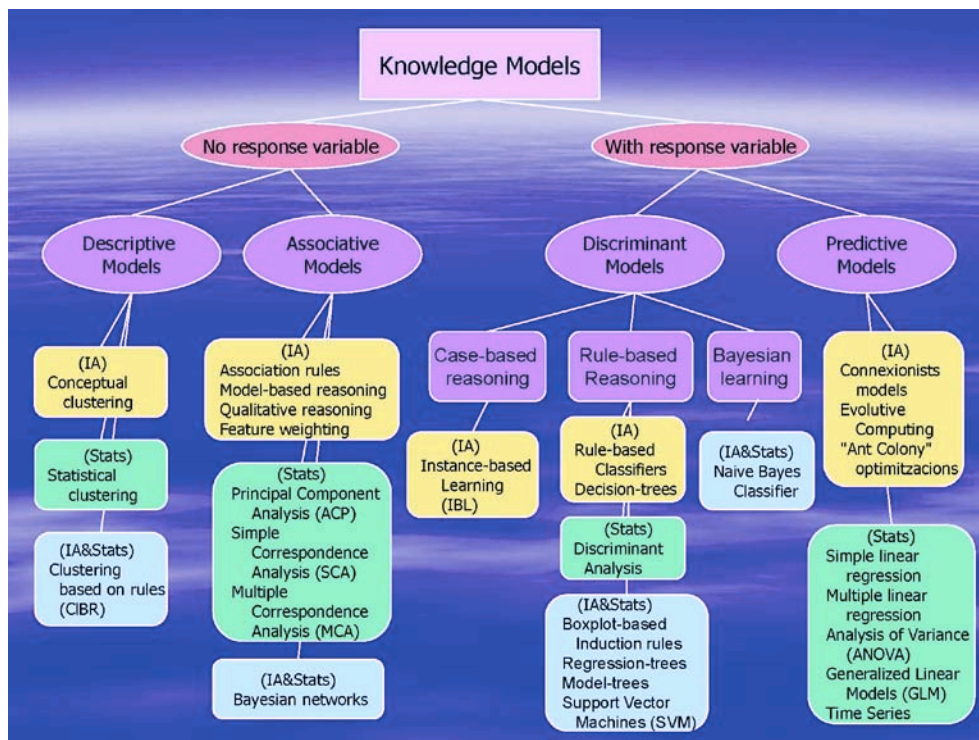 Knowledge Models
No response variable
With response variable
Descriptive
Models
Associative
Models
Discriminant
Models
Predictive
Models
(IA)
Conceptual
clustering
(Stats)
Statistical
clustering
(IA&Stats)
Clustering
based on rules
(ClBR)
(IA)
Association rules
Model-based reasoning
Qualitative reasoning
Feature weighting
(Stats)
Principal Component
Analysis (ACP)
Simple
Correspondence
Analysis (SCA)
Multiple
Correspondence
Analysis (MCA)
(IA&Stats)
Bayesian networks
Case-based
reasoning
(IA)
Instance-based
Learning
(IBL)
Rule-based
Reasoning
(IA)
Rule-based
Classifiers
Decision-trees
(Stats)
Discriminant
Analysis
(IA&Stats)
Boxplot-based
Induction rules
Regression-trees
Model-trees
Support Vector
Machines (SVM)
Bayesian
learning
(IA&Stats)
Naive Bayes
Classifier
(IA)
Connexionists
models
Evolutive
Computing
"Ant Colony"
optimitzacions
(Stats)
Simple linear
regression
Multiple linear
regression
Analysis of Variance
(ANOVA)
Generalized Linear
Models (GLM)
Time Series